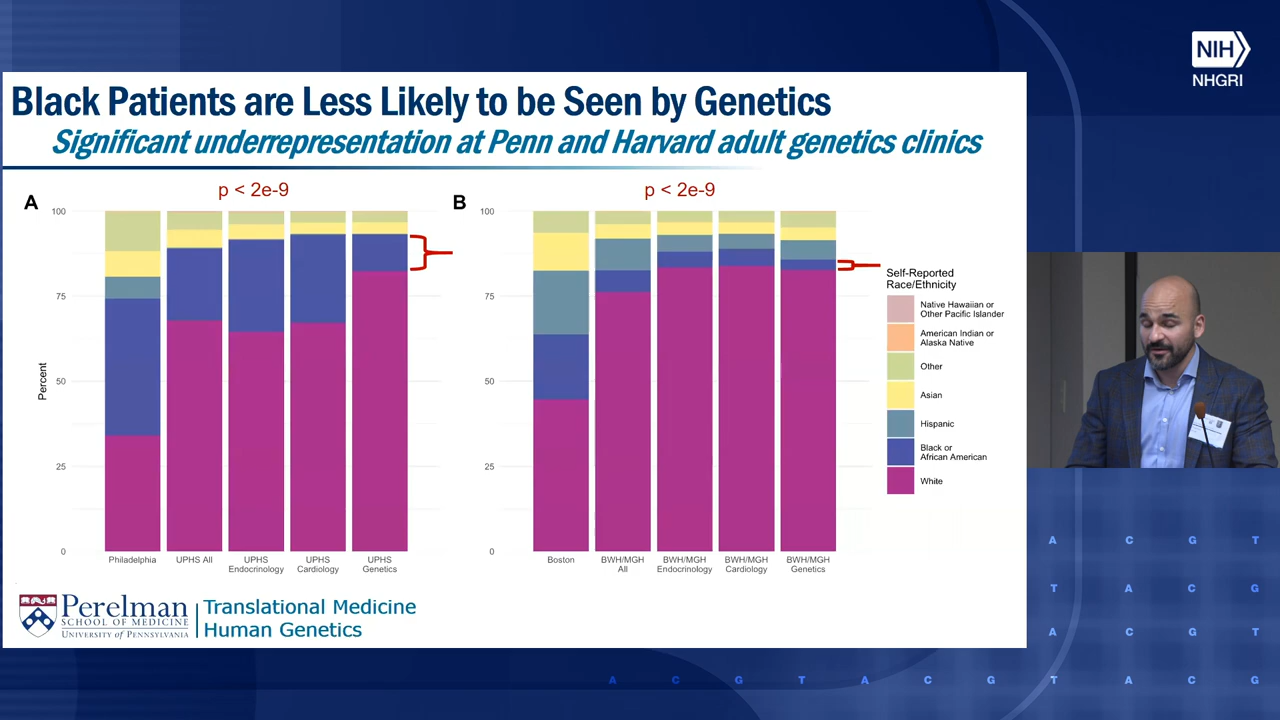 NIH
NHGRI
Black Patients are Less Likely to be Seen by Genetics
Significant underrepresentation at Penn and Harvard adult genetics clinics
p < 2e-9
p < 2e-9
A
B
100
75
50
25
0
Percent
Philadelphia
UPHS All
UPHS
Endocrinology
UPHS
Cardiology
UPHS
Genetics
100
75
50
25
0
Boston
BWH/MGH
All
BWH/MGH
Endocrinology
BWH/MGH
Cardiology
BWH/MGH
Genetics
Self-Reported
Race/Ethnicity
Native Hawaiian or
Other Pacific Islander
American Indian or
Alaska Native
Other
Asian
Hispanic
Black or
African American
White
Perelman
SCHOOL OF MEDICINE
UNIVERSITY of PENNSYLVANIA
Translational Medicine
Human Genetics
A C G T
T A C G
A C G T
A C G T A C G T A C G